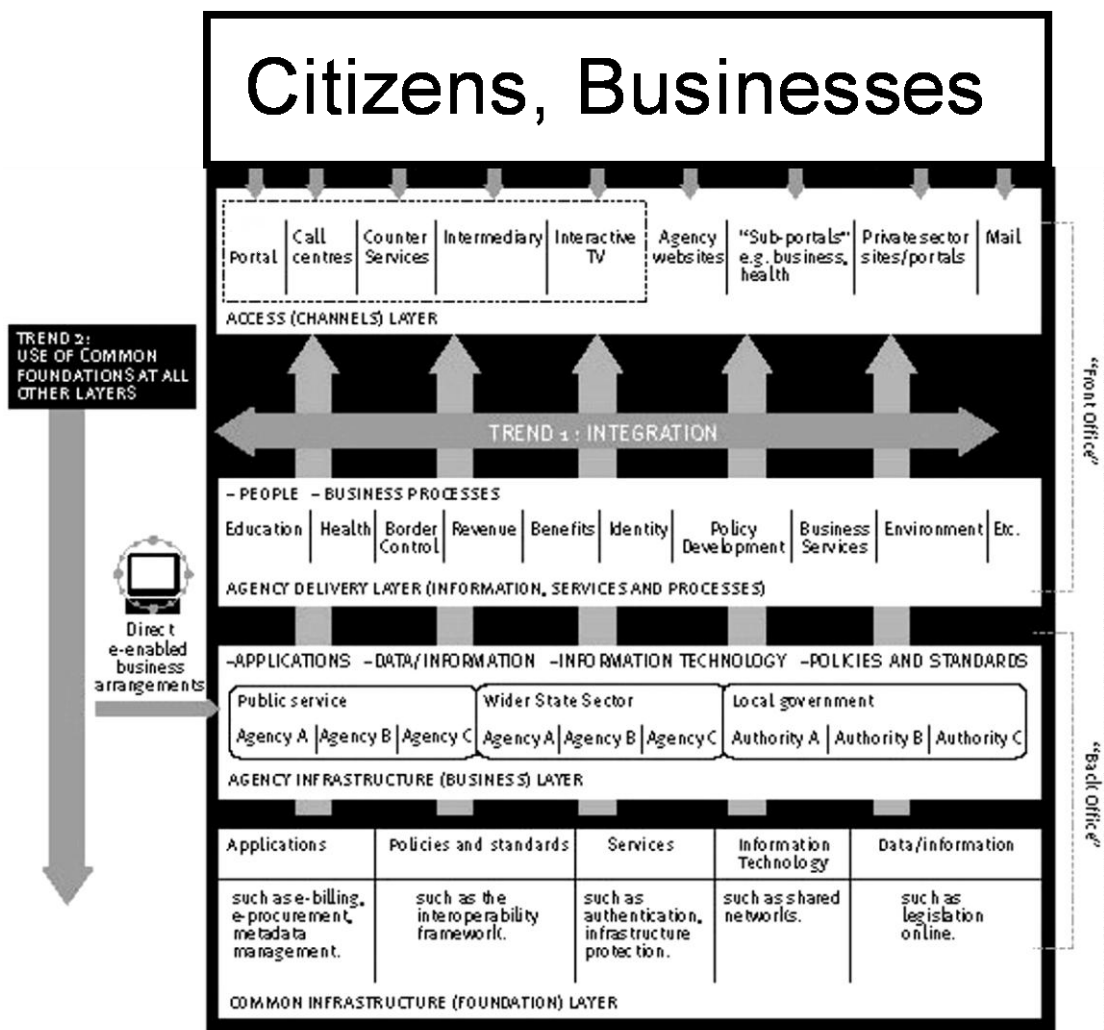 Citizens, Businesses
Portal
Call
centres
Counter
Services
Intermediary
Interactive
TV
Agency
websites
"Sub-portals"
e.g. business,
health
Private sector
sites/portals
Mail
ACCESS (CHANNELS) LAYER
TREND 2:
USE OF COMMON
FOUNDATIONS AT ALL
OTHER LAYERS
TREND 1: INTEGRATION
"Front Office"
– PEOPLE – BUSINESS PROCESSES
Education
Health
Border
Control
Revenue
Benefits
Identity
Policy
Development
Business
Services
Environment
Etc.
AGENCY DELIVERY LAYER (INFORMATION, SERVICES AND PROCESSES)
Direct
e-enabled
business
arrangements
–APPLICATIONS –DATA/INFORMATION –INFORMATION TECHNOLOGY –POLICIES AND STANDARDS
Public service
Agency A
Agency B
Agency C
Wider State Sector
Agency A
Agency B
Agency C
Local government
Authority A
Authority B
Authority C
AGENCY INFRASTRUCTURE (BUSINESS) LAYER
"Back Office"
Applications
Policies and standards
Services
Information
Technology
Data/information
such as e-billing,
e-procurement,
metadata
management.
such as the
interoperability
framework.
such as
authentication,
infrastructure
protection.
such as shared
networks.
such as
legislation
online.
COMMON INFRASTRUCTURE (FOUNDATION) LAYER